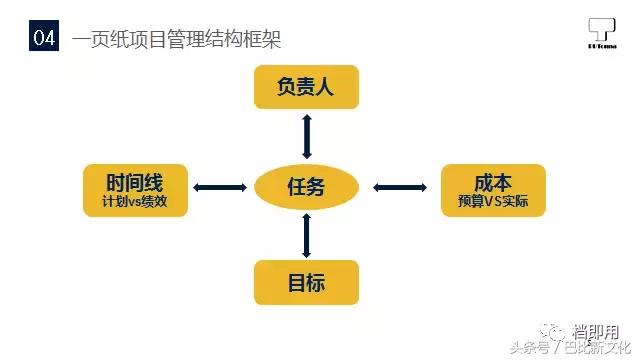 04 一页纸项目管理结构框架
负责人
时间线
计划vs绩效
任务
成本
预算VS实际
目标
档即用
头条号 / 巴比新文化